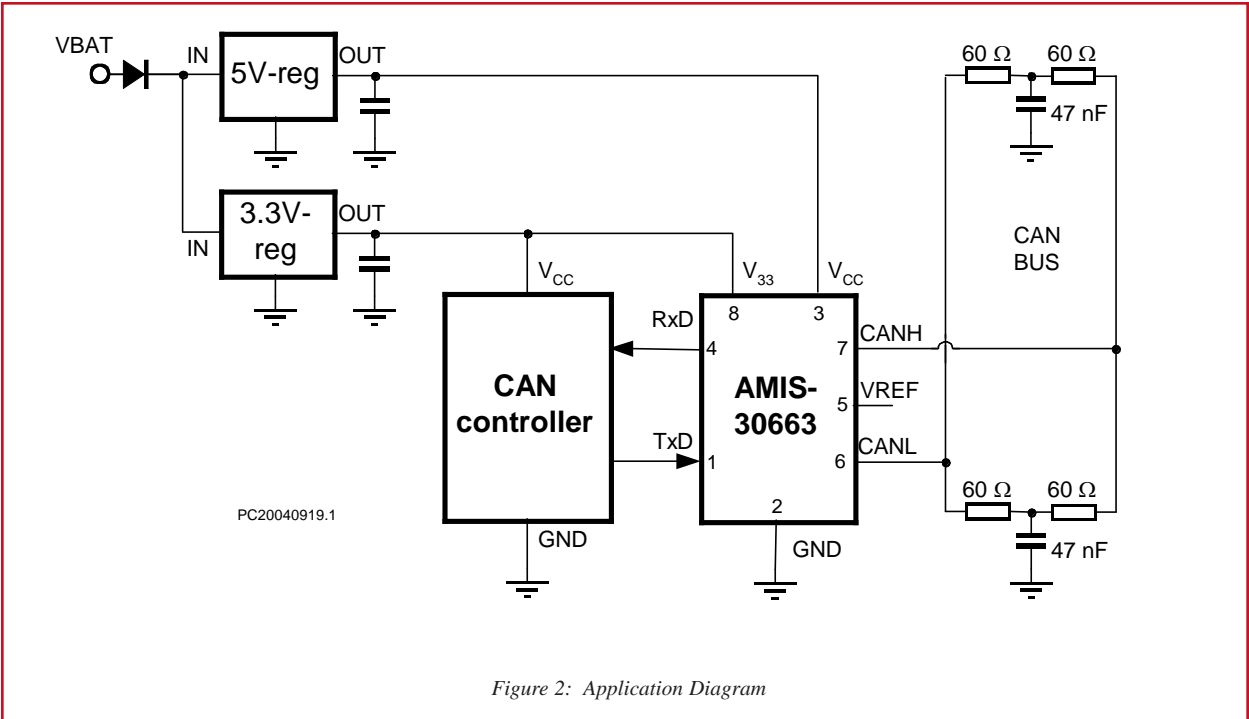 VBAT
IN
5V-reg
OUT
60 Ω
60 Ω
47 nF
IN
3.3V-
reg
OUT
CAN
BUS
VCC
V33
VCC
RxD
8
3
CANH
4
7
CAN
controller
AMIS-
30663
VREF
5
TxD
CANL
1
6
2
60 Ω
60 Ω
47 nF
PC20040919.1
GND
GND
Figure 2: Application Diagram